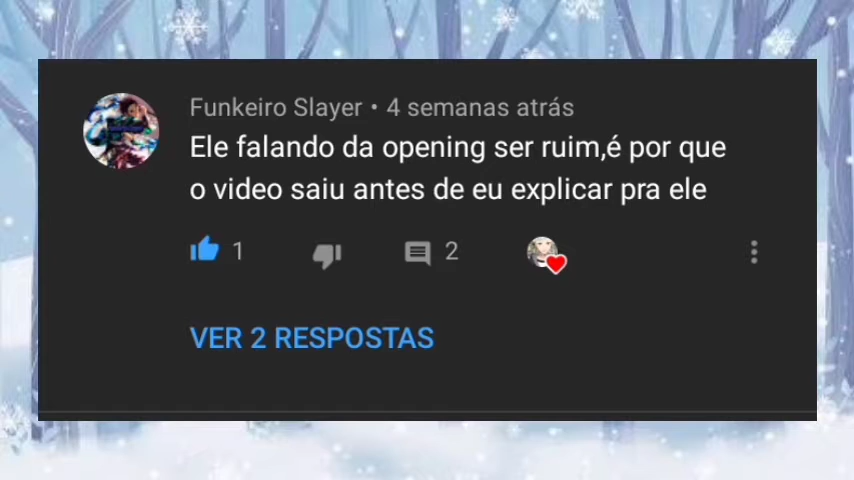 Funkeiro Slayer • 4 semanas atrás
Ele falando da opening ser ruim,é por que
o video saiu antes de eu explicar pra ele
1
2
VER 2 RESPOSTAS